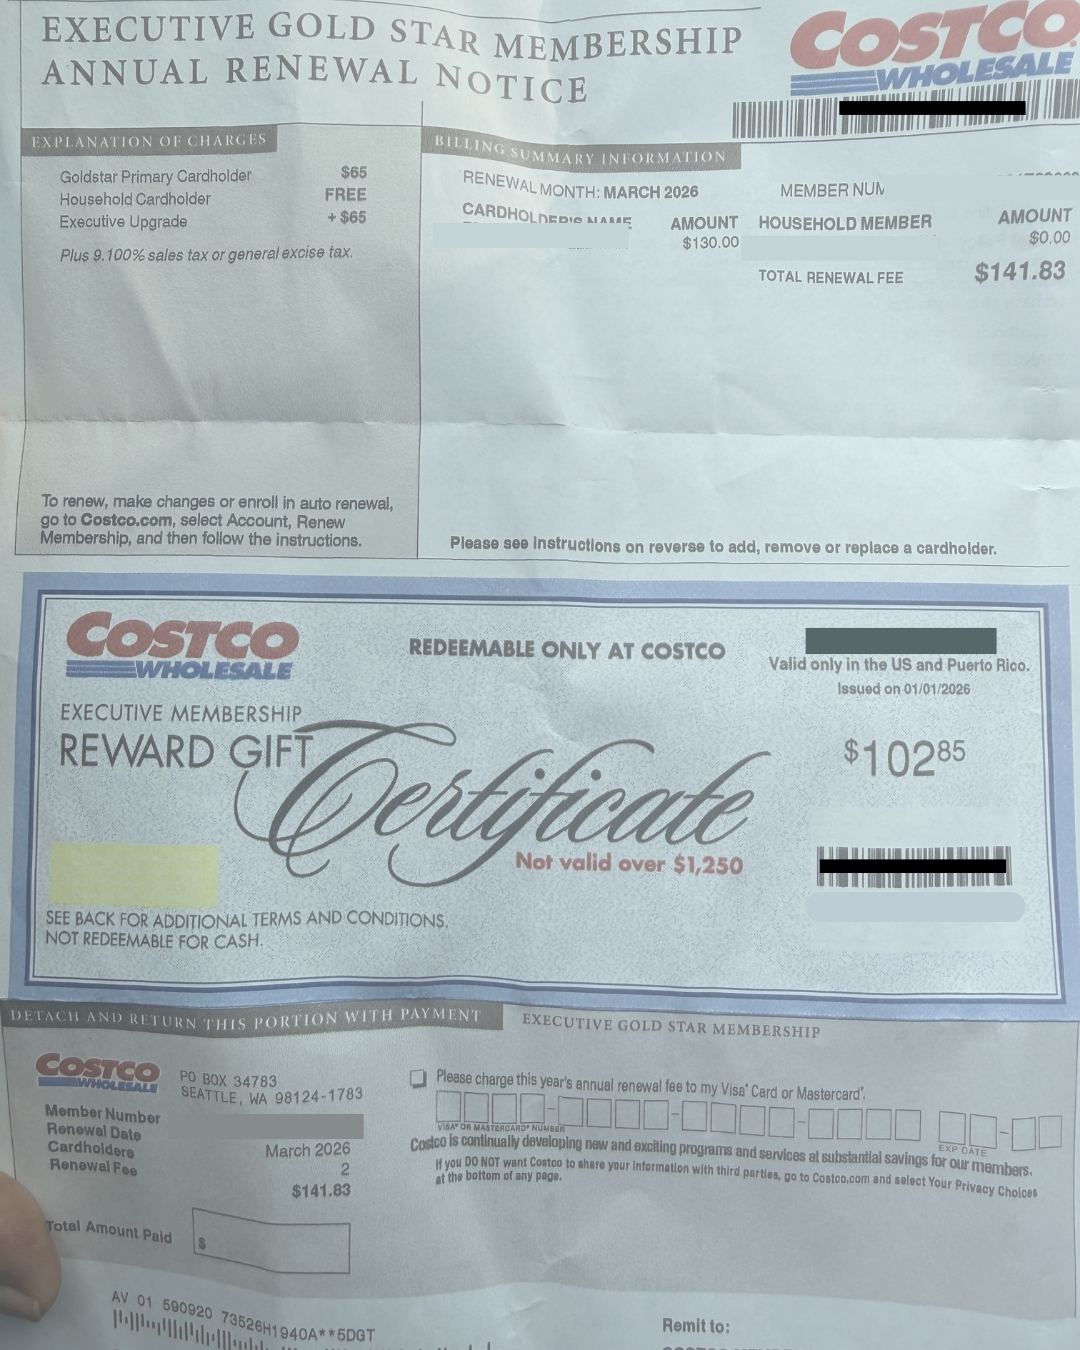 EXECUTIVE GOLD STAR MEMBERSHIP
ANNUAL RENEWAL NOTICE
COSTCO
WHOLESALE
EXPLANATION OF CHARGES
Goldstar Primary Cardholder $65
Household Cardholder FREE
Executive Upgrade + $65
Plus 9.100% sales tax or general excise tax.
To renew, make changes or enroll in auto renewal,
go to Costco.com, select Account, Renew
Membership, and then follow the instructions.
BILLING SUMMARY INFORMATION
RENEWAL MONTH: MARCH 2026 MEMBER NUM
CARDHOLDER'S NAME AMOUNT HOUSEHOLD MEMBER AMOUNT
$130.00 $0.00
TOTAL RENEWAL FEE $141.83
Please see instructions on reverse to add, remove or replace a cardholder.
COSTCO
WHOLESALE
REDEEMABLE ONLY AT COSTCO
Valid only in the US and Puerto Rico.
Issued on 01/01/2026
EXECUTIVE MEMBERSHIP
REWARD GIFT
Certificate
$102 85
Not valid over $1,250
SEE BACK FOR ADDITIONAL TERMS AND CONDITIONS.
NOT REDEEMABLE FOR CASH.
DETACH AND RETURN THIS PORTION WITH PAYMENT
EXECUTIVE GOLD STAR MEMBERSHIP
COSTCO
WHOLESALE
PO BOX 34783
SEATTLE, WA 98124-1783
Member Number
Renewal Date March 2026
Cardholders 2
Renewal Fee $141.83
Total Amount Paid $
Please charge this year's annual renewal fee to my Visa® Card or Mastercard®.
VISA® OR MASTERCARD® NUMBER
EXP DATE
Costco is continually developing new and exciting programs and services at substantial savings for our members.
If you DO NOT want Costco to share your information with third parties, go to Costco.com and select Your Privacy Choices
at the bottom of any page.
AV 01 590920 73526H1940A**5DGT
Remit to: